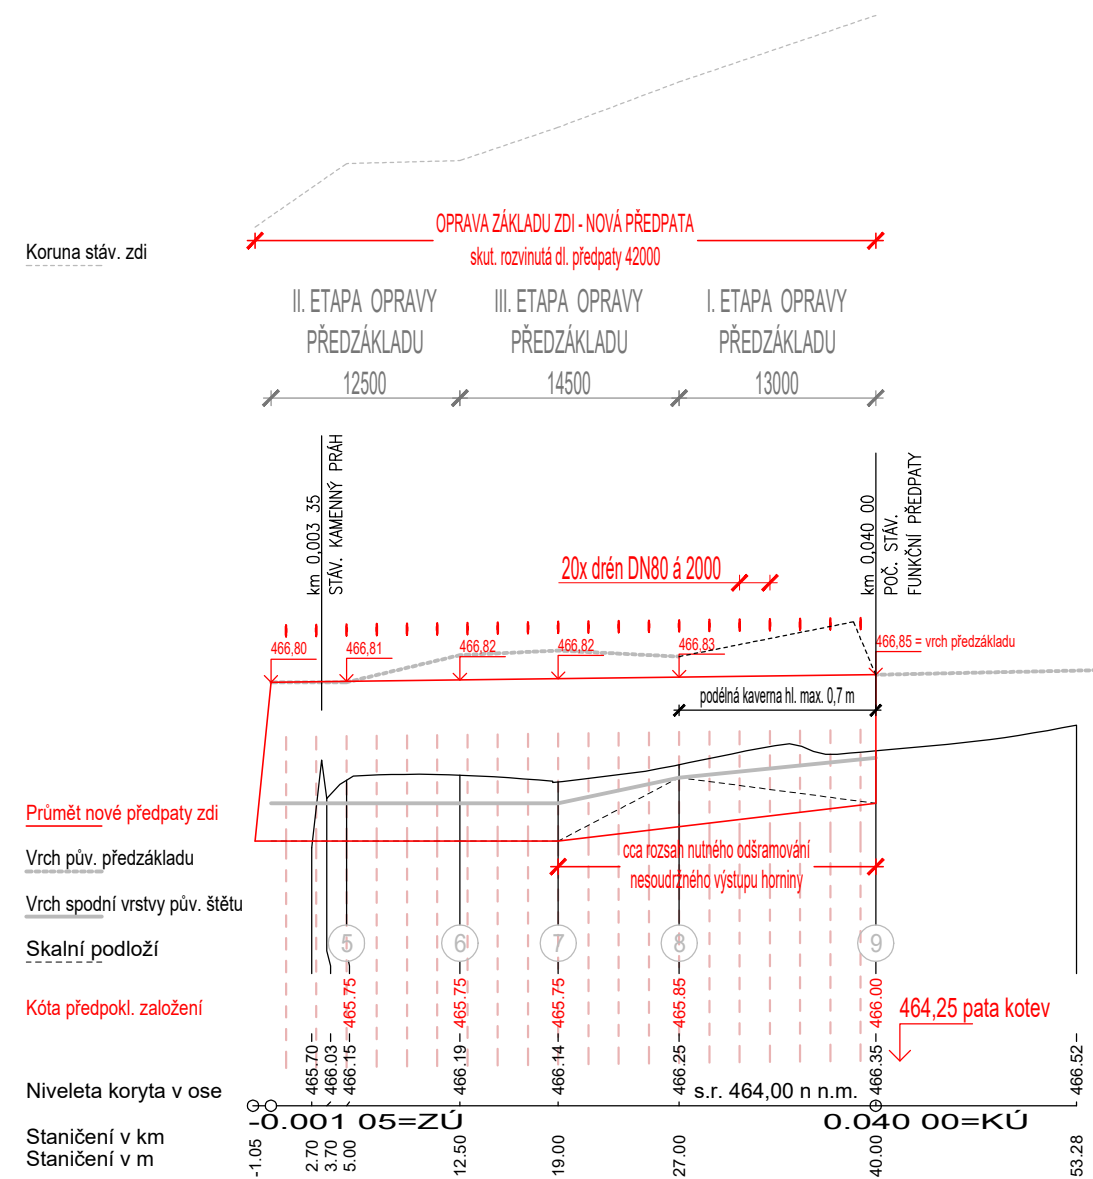 OPRAVA ZÁKLADU ZDI - NOVÁ PŘEDPATA
skut. rozvinutá dl. předpaty 42000
Koruna stáv. zdi
II. ETAPA OPRAVY
PŘEDZÁKLADU
12500
III. ETAPA OPRAVY
PŘEDZÁKLADU
14500
I. ETAPA OPRAVY
PŘEDZÁKLADU
13000
km 0,003 35
STÁV. KAMENNÝ PRÁH
km 0,040 00
POČ. STÁV.
FUNKČNÍ PŘEDPATY
20x drén DN80 á 2000
466,80
466,81
466,82
466,82
466,83
466,85 = vrch předzákladu
podélná kaverna hl. max. 0,7 m
Průmět nové předpaty zdi
Vrch pův. předzákladu
Vrch spodní vrstvy pův. štětu
Skalní podloží
cca rozsah nutného odšramování
nesoudržného výstupu horniny
5
6
7
8
9
Kóta předpokl. založení
465.75
465.75
465.75
465.85
466.00
464,25 pata kotev
Niveleta koryta v ose
465.70
466.03
466.15
466.19
466.14
466.25
466.35
466.52
s.r. 464,00 n n.m.
-0.001 05=ZÚ
0.040 00=KÚ
Staničení v km
Staničení v m
-1.05
2.70
3.70
5.00
12.50
19.00
27.00
40.00
53.28